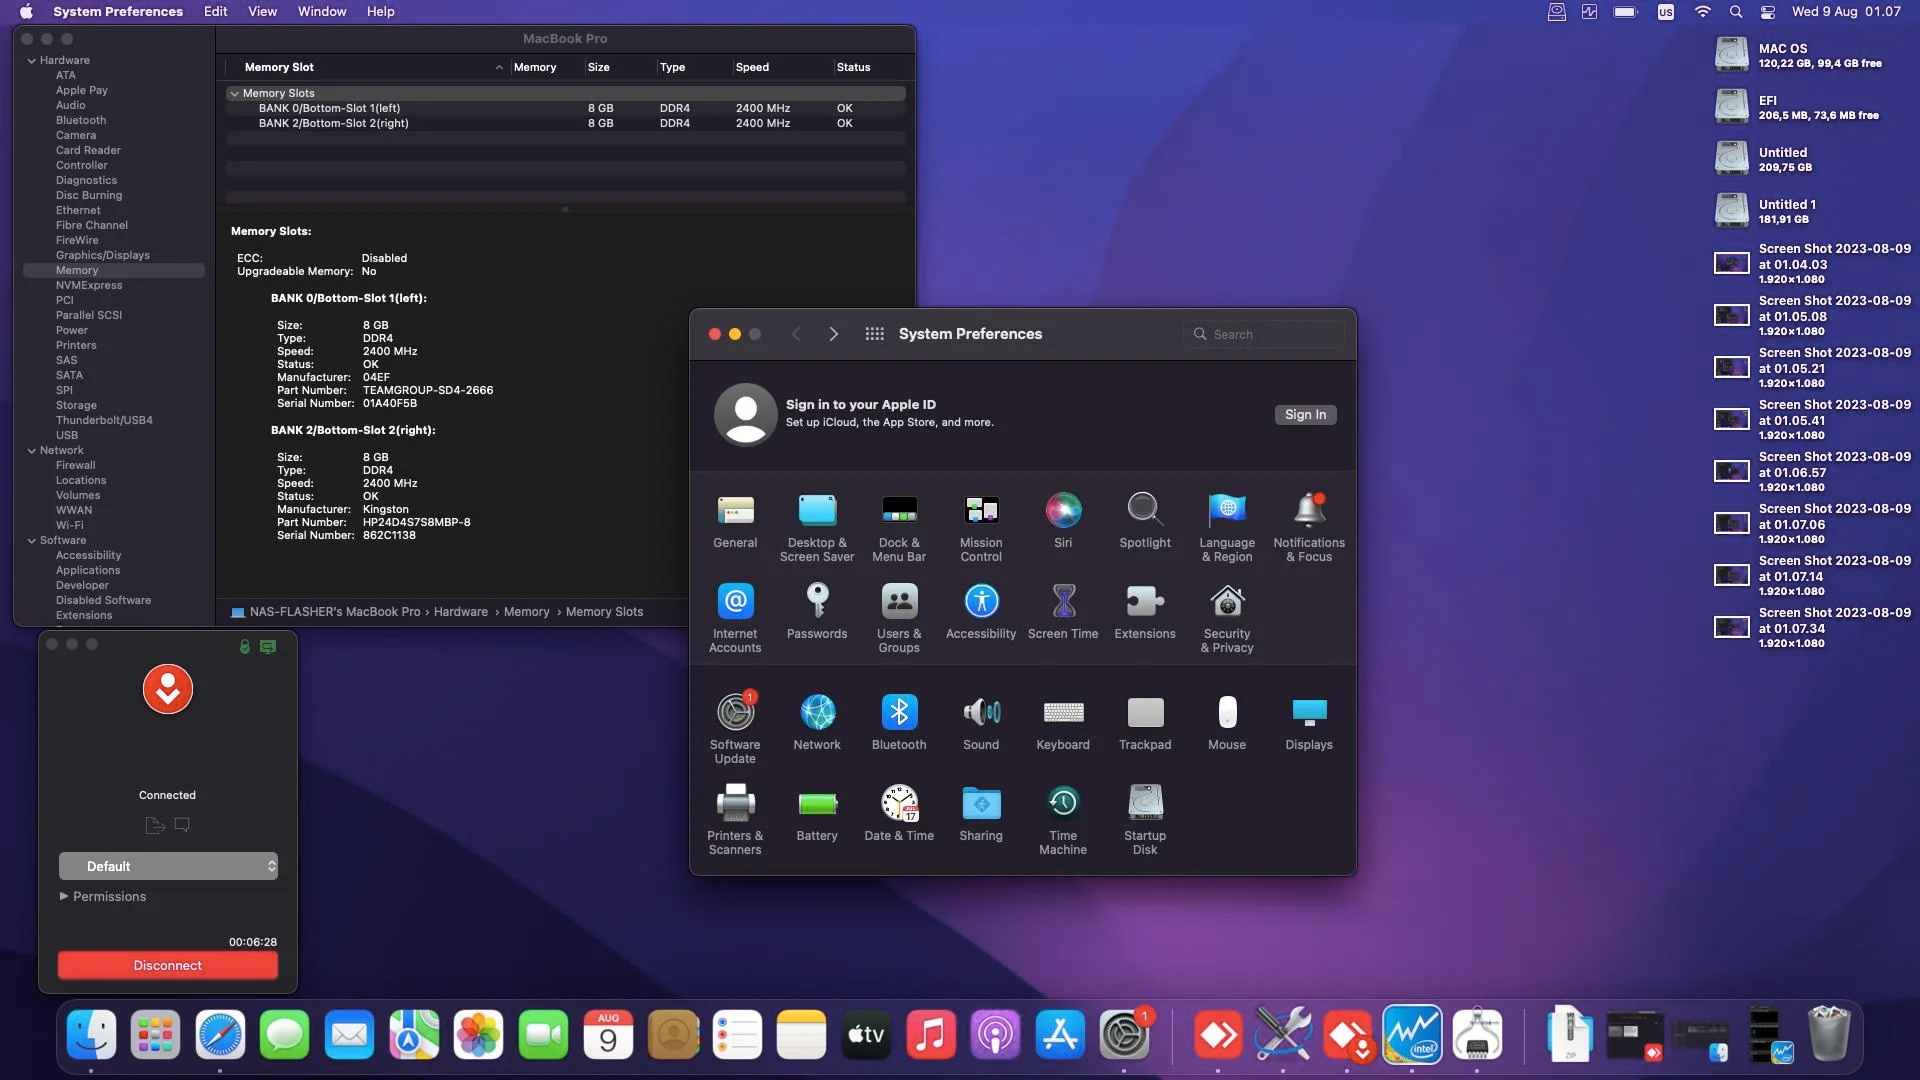 System Preferences Edit View Window Help
US Wed 9 Aug 01.07
MacBook Pro
Hardware
ATA
Apple Pay
Audio
Bluetooth
Camera
Card Reader
Controller
Diagnostics
Disc Burning
Ethernet
Fibre Channel
FireWire
Graphics/Displays
Memory
NVMExpress
PCI
Parallel SCSI
Power
Printers
SAS
SATA
SPI
Storage
Thunderbolt/USB4
USB
Network
Firewall
Locations
Volumes
WWAN
Wi-Fi
Software
Accessibility
Applications
Developer
Disabled Software
Extensions
Memory Slot Memory Size Type Speed Status
Memory Slots
BANK 0/Bottom-Slot 1(left) 8 GB DDR4 2400 MHz OK
BANK 2/Bottom-Slot 2(right) 8 GB DDR4 2400 MHz OK
Memory Slots:
ECC: Disabled
Upgradeable Memory: No
BANK 0/Bottom-Slot 1(left):
Size: 8 GB
Type: DDR4
Speed: 2400 MHz
Status: OK
Manufacturer: 04EF
Part Number: TEAMGROUP-SD4-2666
Serial Number: 01A40F5B
BANK 2/Bottom-Slot 2(right):
Size: 8 GB
Type: DDR4
Speed: 2400 MHz
Status: OK
Manufacturer: Kingston
Part Number: HP24D4S7S8MBP-8
Serial Number: 862C1138
NAS-FLASHER's MacBook Pro › Hardware › Memory › Memory Slots
System Preferences
Search
Sign in to your Apple ID
Set up iCloud, the App Store, and more.
Sign In
General
Desktop &
Screen Saver
Dock &
Menu Bar
Mission
Control
Siri
Spotlight
Language
& Region
Notifications
& Focus
Internet
Accounts
Passwords
Users &
Groups
Accessibility
Screen Time
Extensions
Security
& Privacy
1
Software
Update
Network
Bluetooth
Sound
Keyboard
Trackpad
Mouse
Displays
Printers &
Scanners
Battery
JUL
17
Date & Time
Sharing
Time
Machine
Startup
Disk
MAC OS
120,22 GB, 99,4 GB free
EFI
206,5 MB, 73,6 MB free
Untitled
209,75 GB
Untitled 1
181,91 GB
Screen Shot 2023-08-09
at 01.04.03
1.920×1.080
Screen Shot 2023-08-09
at 01.05.08
1.920×1.080
Screen Shot 2023-08-09
at 01.05.21
1.920×1.080
Screen Shot 2023-08-09
at 01.05.41
1.920×1.080
Screen Shot 2023-08-09
at 01.06.57
1.920×1.080
Screen Shot 2023-08-09
at 01.07.06
1.920×1.080
Screen Shot 2023-08-09
at 01.07.14
1.920×1.080
Screen Shot 2023-08-09
at 01.07.34
1.920×1.080
Connected
Default
Permissions
00:06:28
Disconnect
AUG
9
tv
1
intel
ZIP